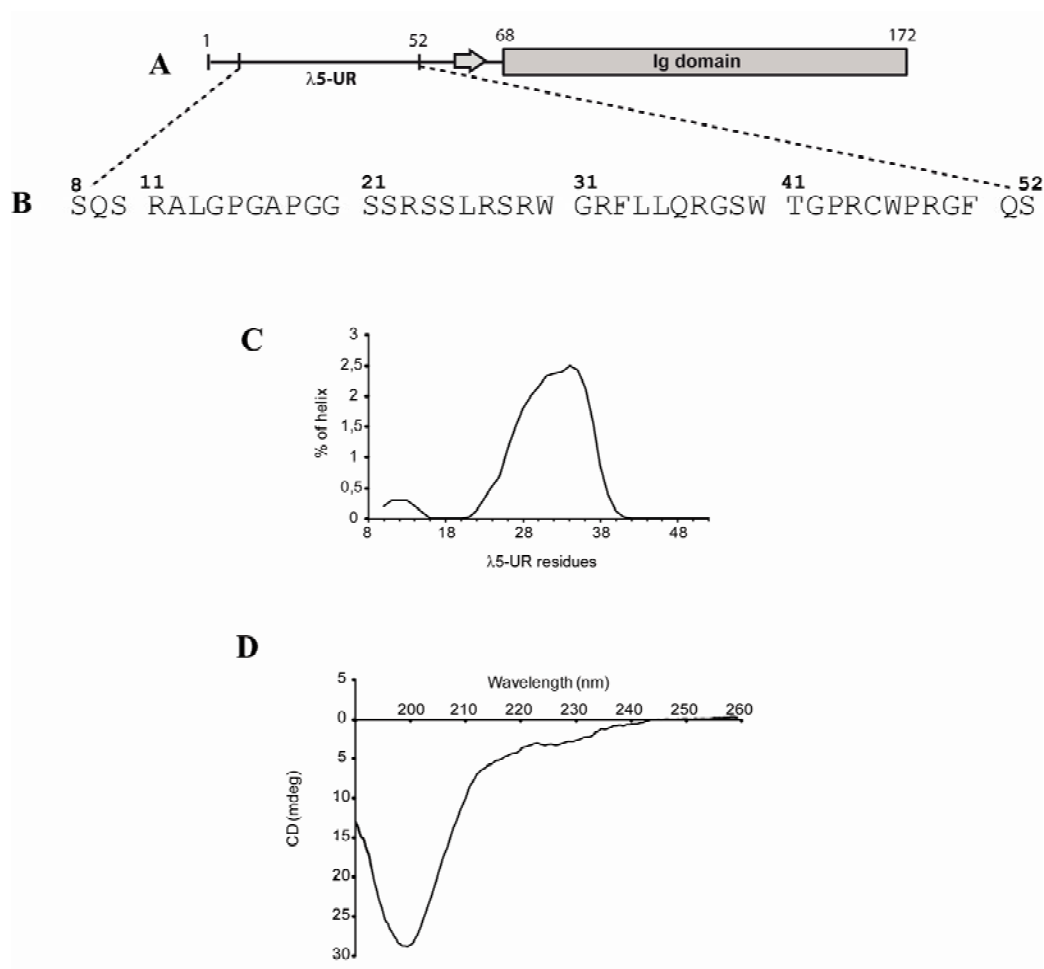 A
1 52 68 172
λ5-UR
Ig domain
B
8 11 21 31 41 52
SQS RALGPGAPGG SSRSSLRSRW GRFLLQRGSW TGPRCWPRGF QS
C
3
2,5
2
1,5
1
0,5
0
% of helix
8 18 28 38 48
λ5-UR residues
D
Wavelength (nm)
200 210 220 230 240 250 260
5
0
5
10
15
20
25
30
CD (mdeg)